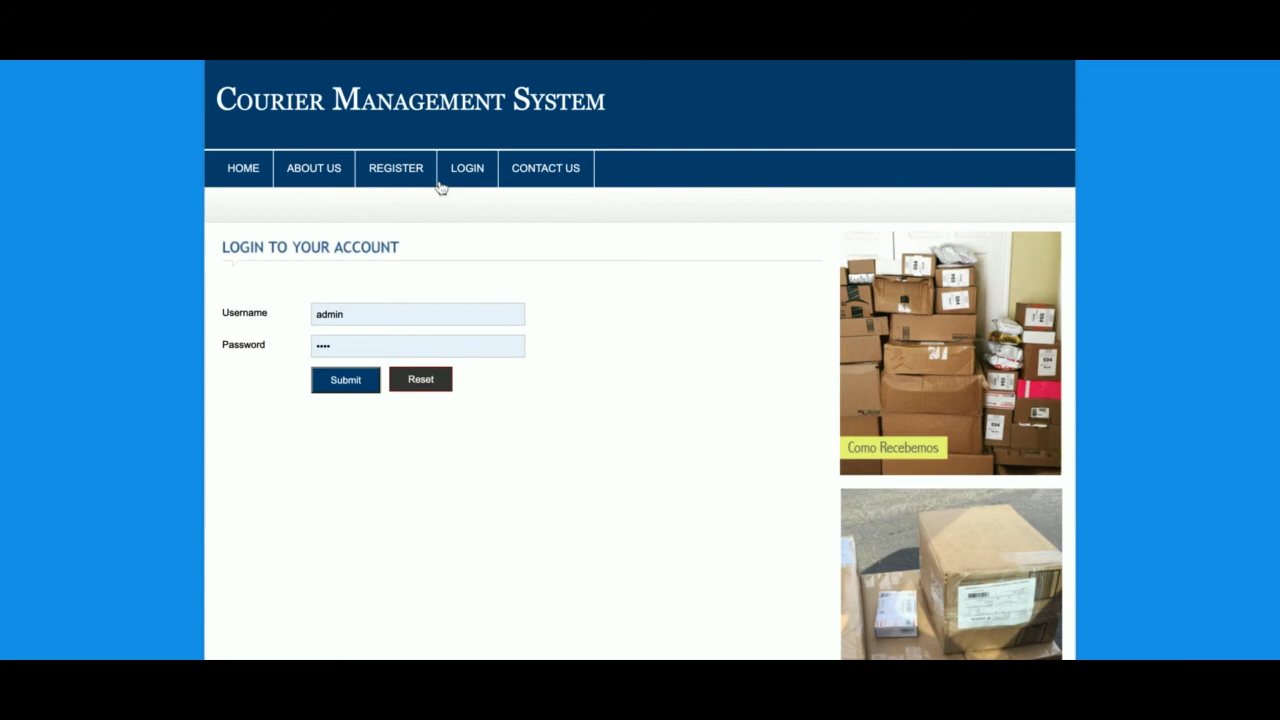 Courier Management System
HOME
ABOUT US
REGISTER
LOGIN
CONTACT US
LOGIN TO YOUR ACCOUNT
Username
admin
Password
••••
Submit
Reset
Como Recebemos